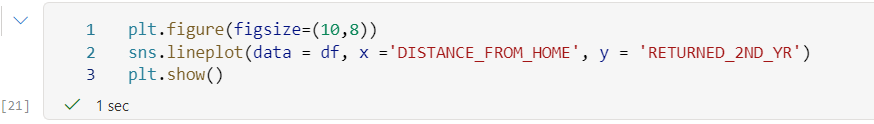 1 plt.figure(figsize=(10,8))
2 sns.lineplot(data = df, x ='DISTANCE_FROM_HOME', y = 'RETURNED_2ND_YR')
3 plt.show()
[21] 1 sec